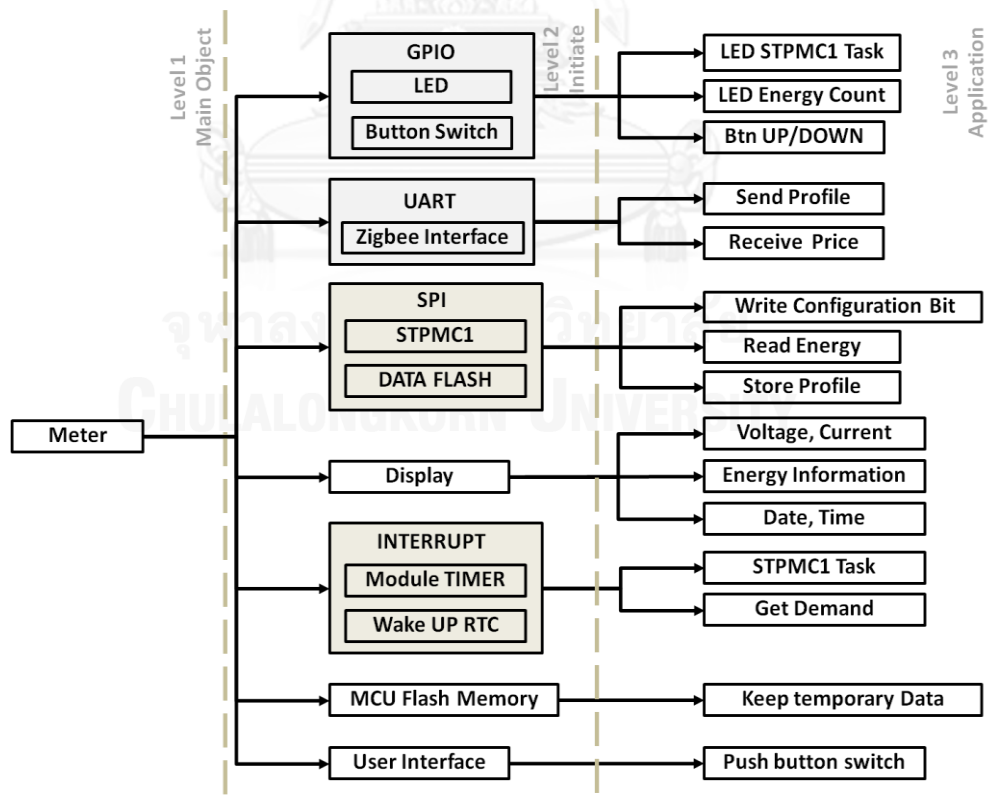 Level 1
Main Object
Level 2
Initiate
Level 3
Application
Meter
GPIO
LED
Button Switch
LED STPMC1 Task
LED Energy Count
Btn UP/DOWN
UART
Zigbee Interface
Send Profile
Receive Price
SPI
STPMC1
DATA FLASH
Write Configuration Bit
Read Energy
Store Profile
Display
Voltage, Current
Energy Information
Date, Time
INTERRUPT
Module TIMER
Wake UP RTC
STPMC1 Task
Get Demand
MCU Flash Memory
Keep temporary Data
User Interface
Push button switch
CHULALONGKORN UNIVERSITY